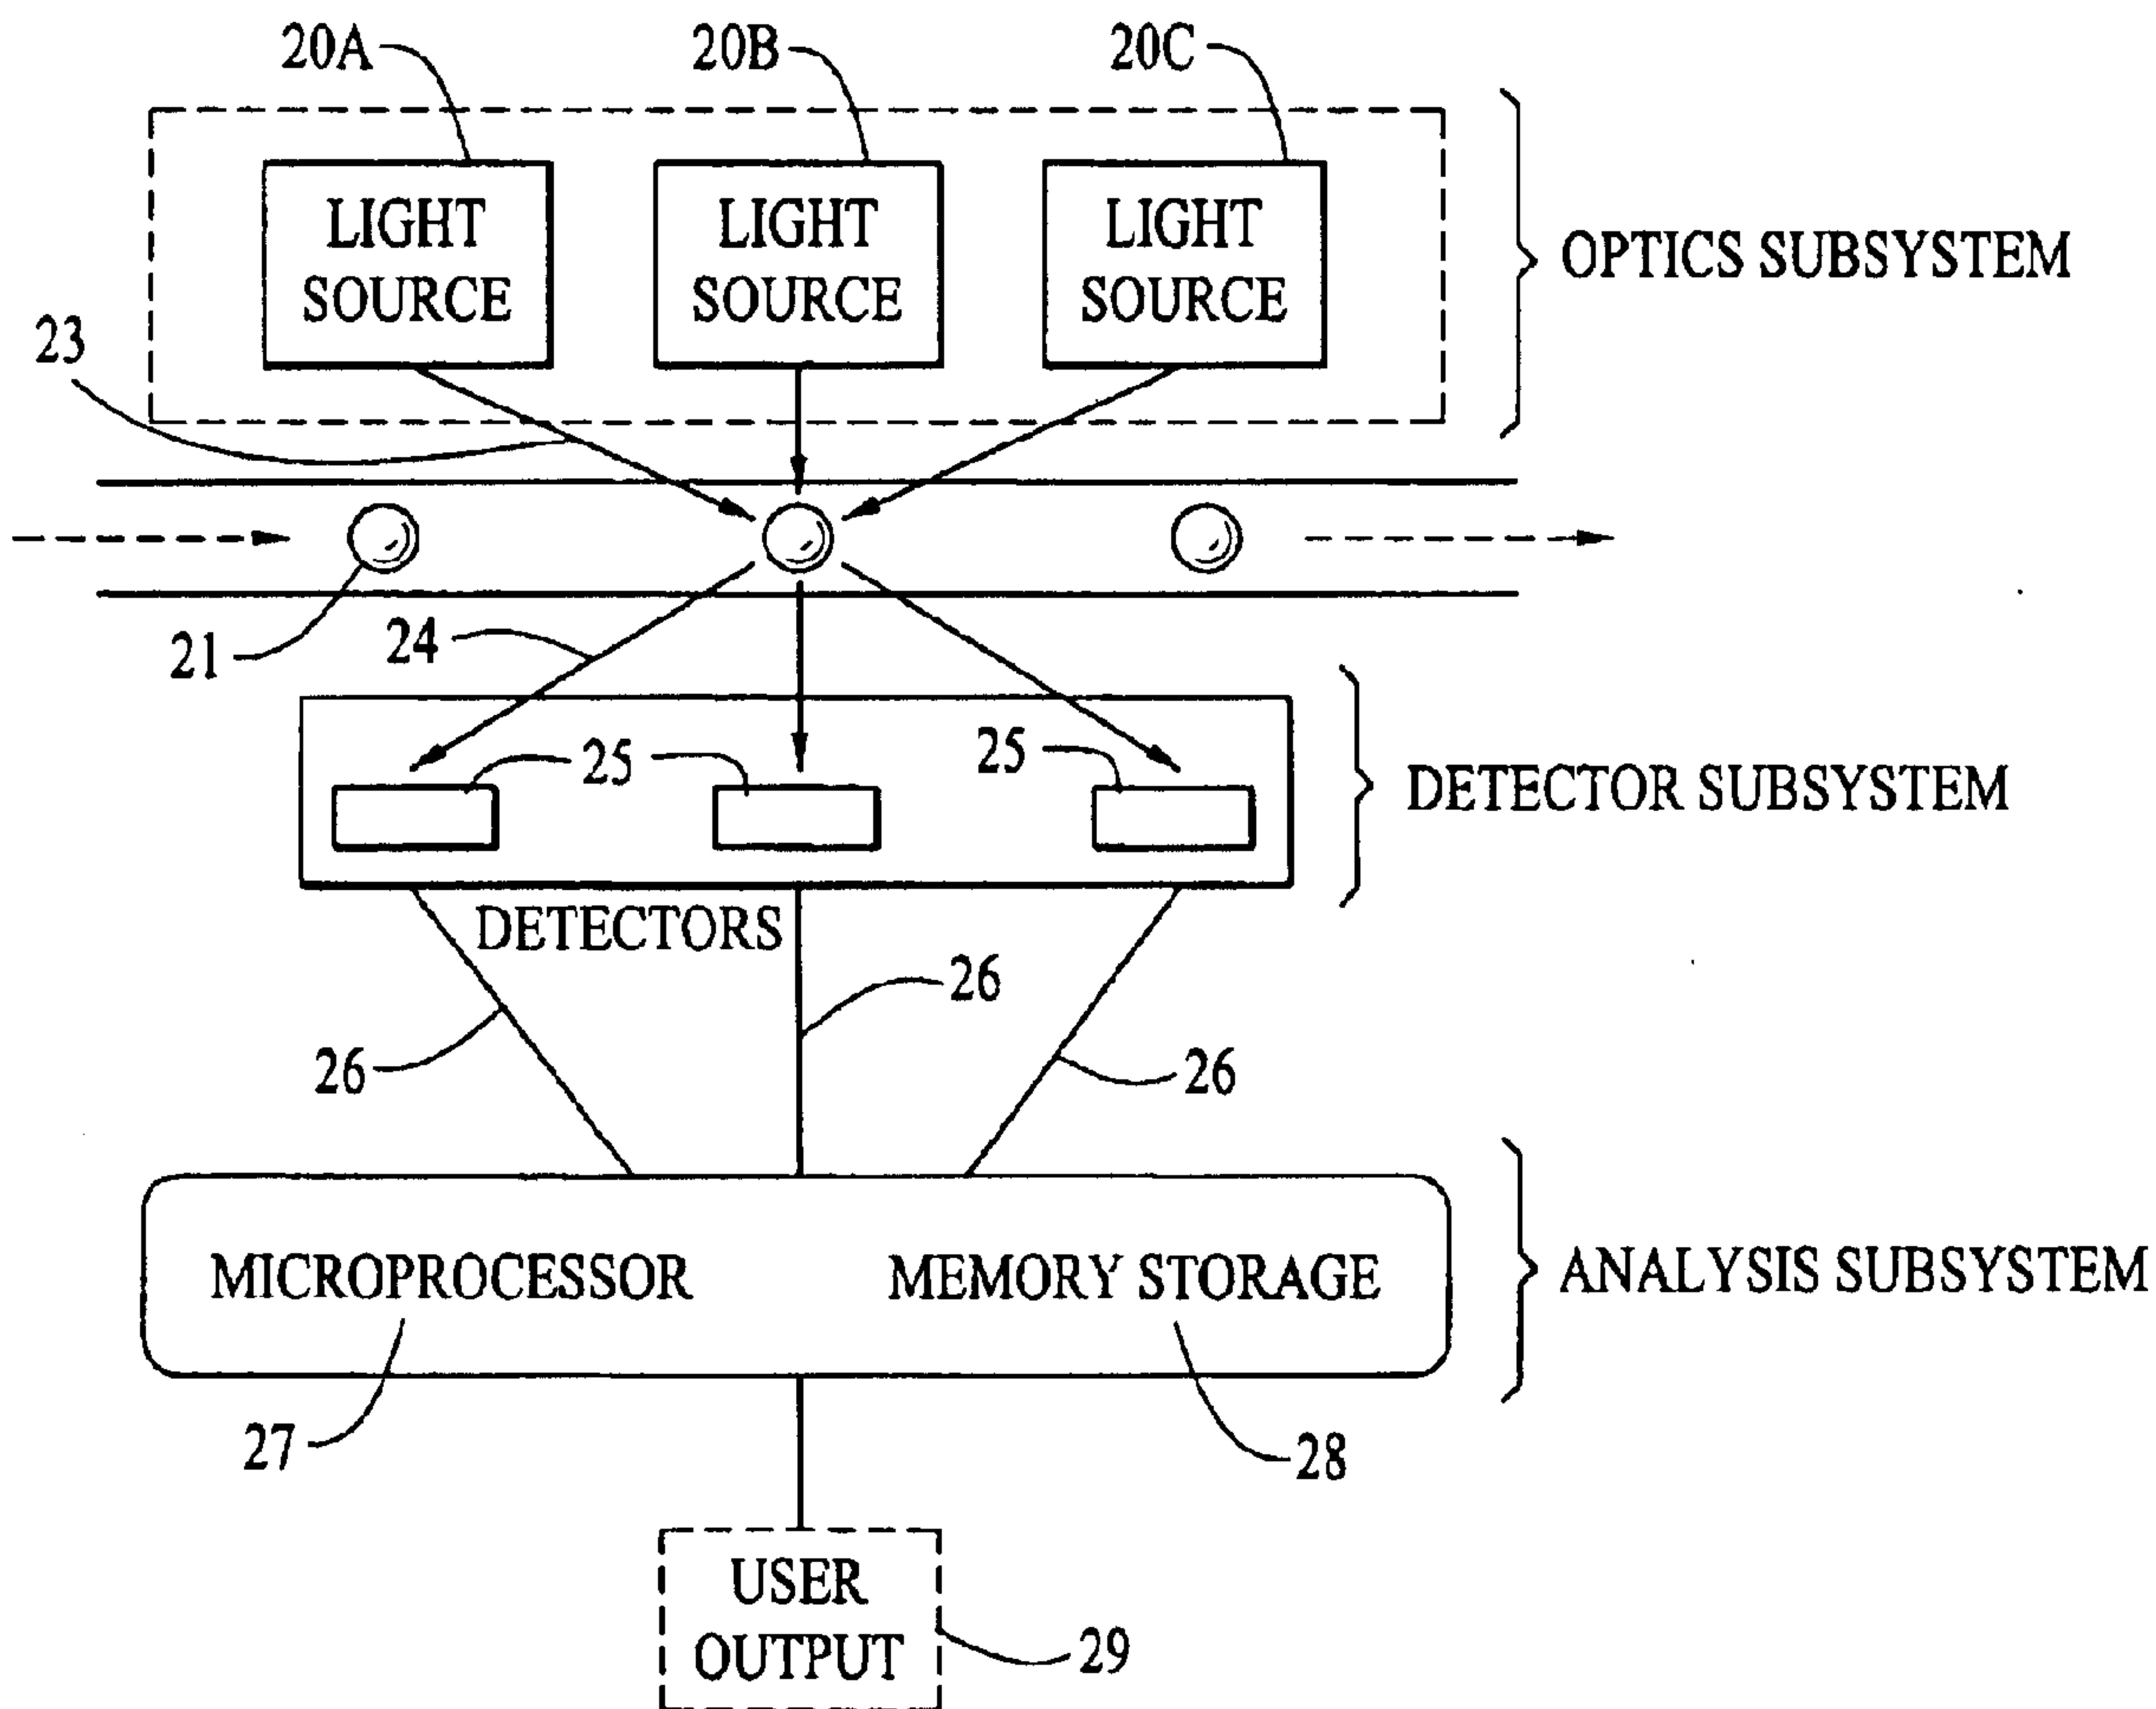 20A
20B
20C
LIGHT
SOURCE
LIGHT
SOURCE
LIGHT
SOURCE
OPTICS SUBSYSTEM
23
21
24
25
25
DETECTOR SUBSYSTEM
DETECTORS
26
26
26
MICROPROCESSOR
MEMORY STORAGE
ANALYSIS SUBSYSTEM
27
28
USER
OUTPUT
29